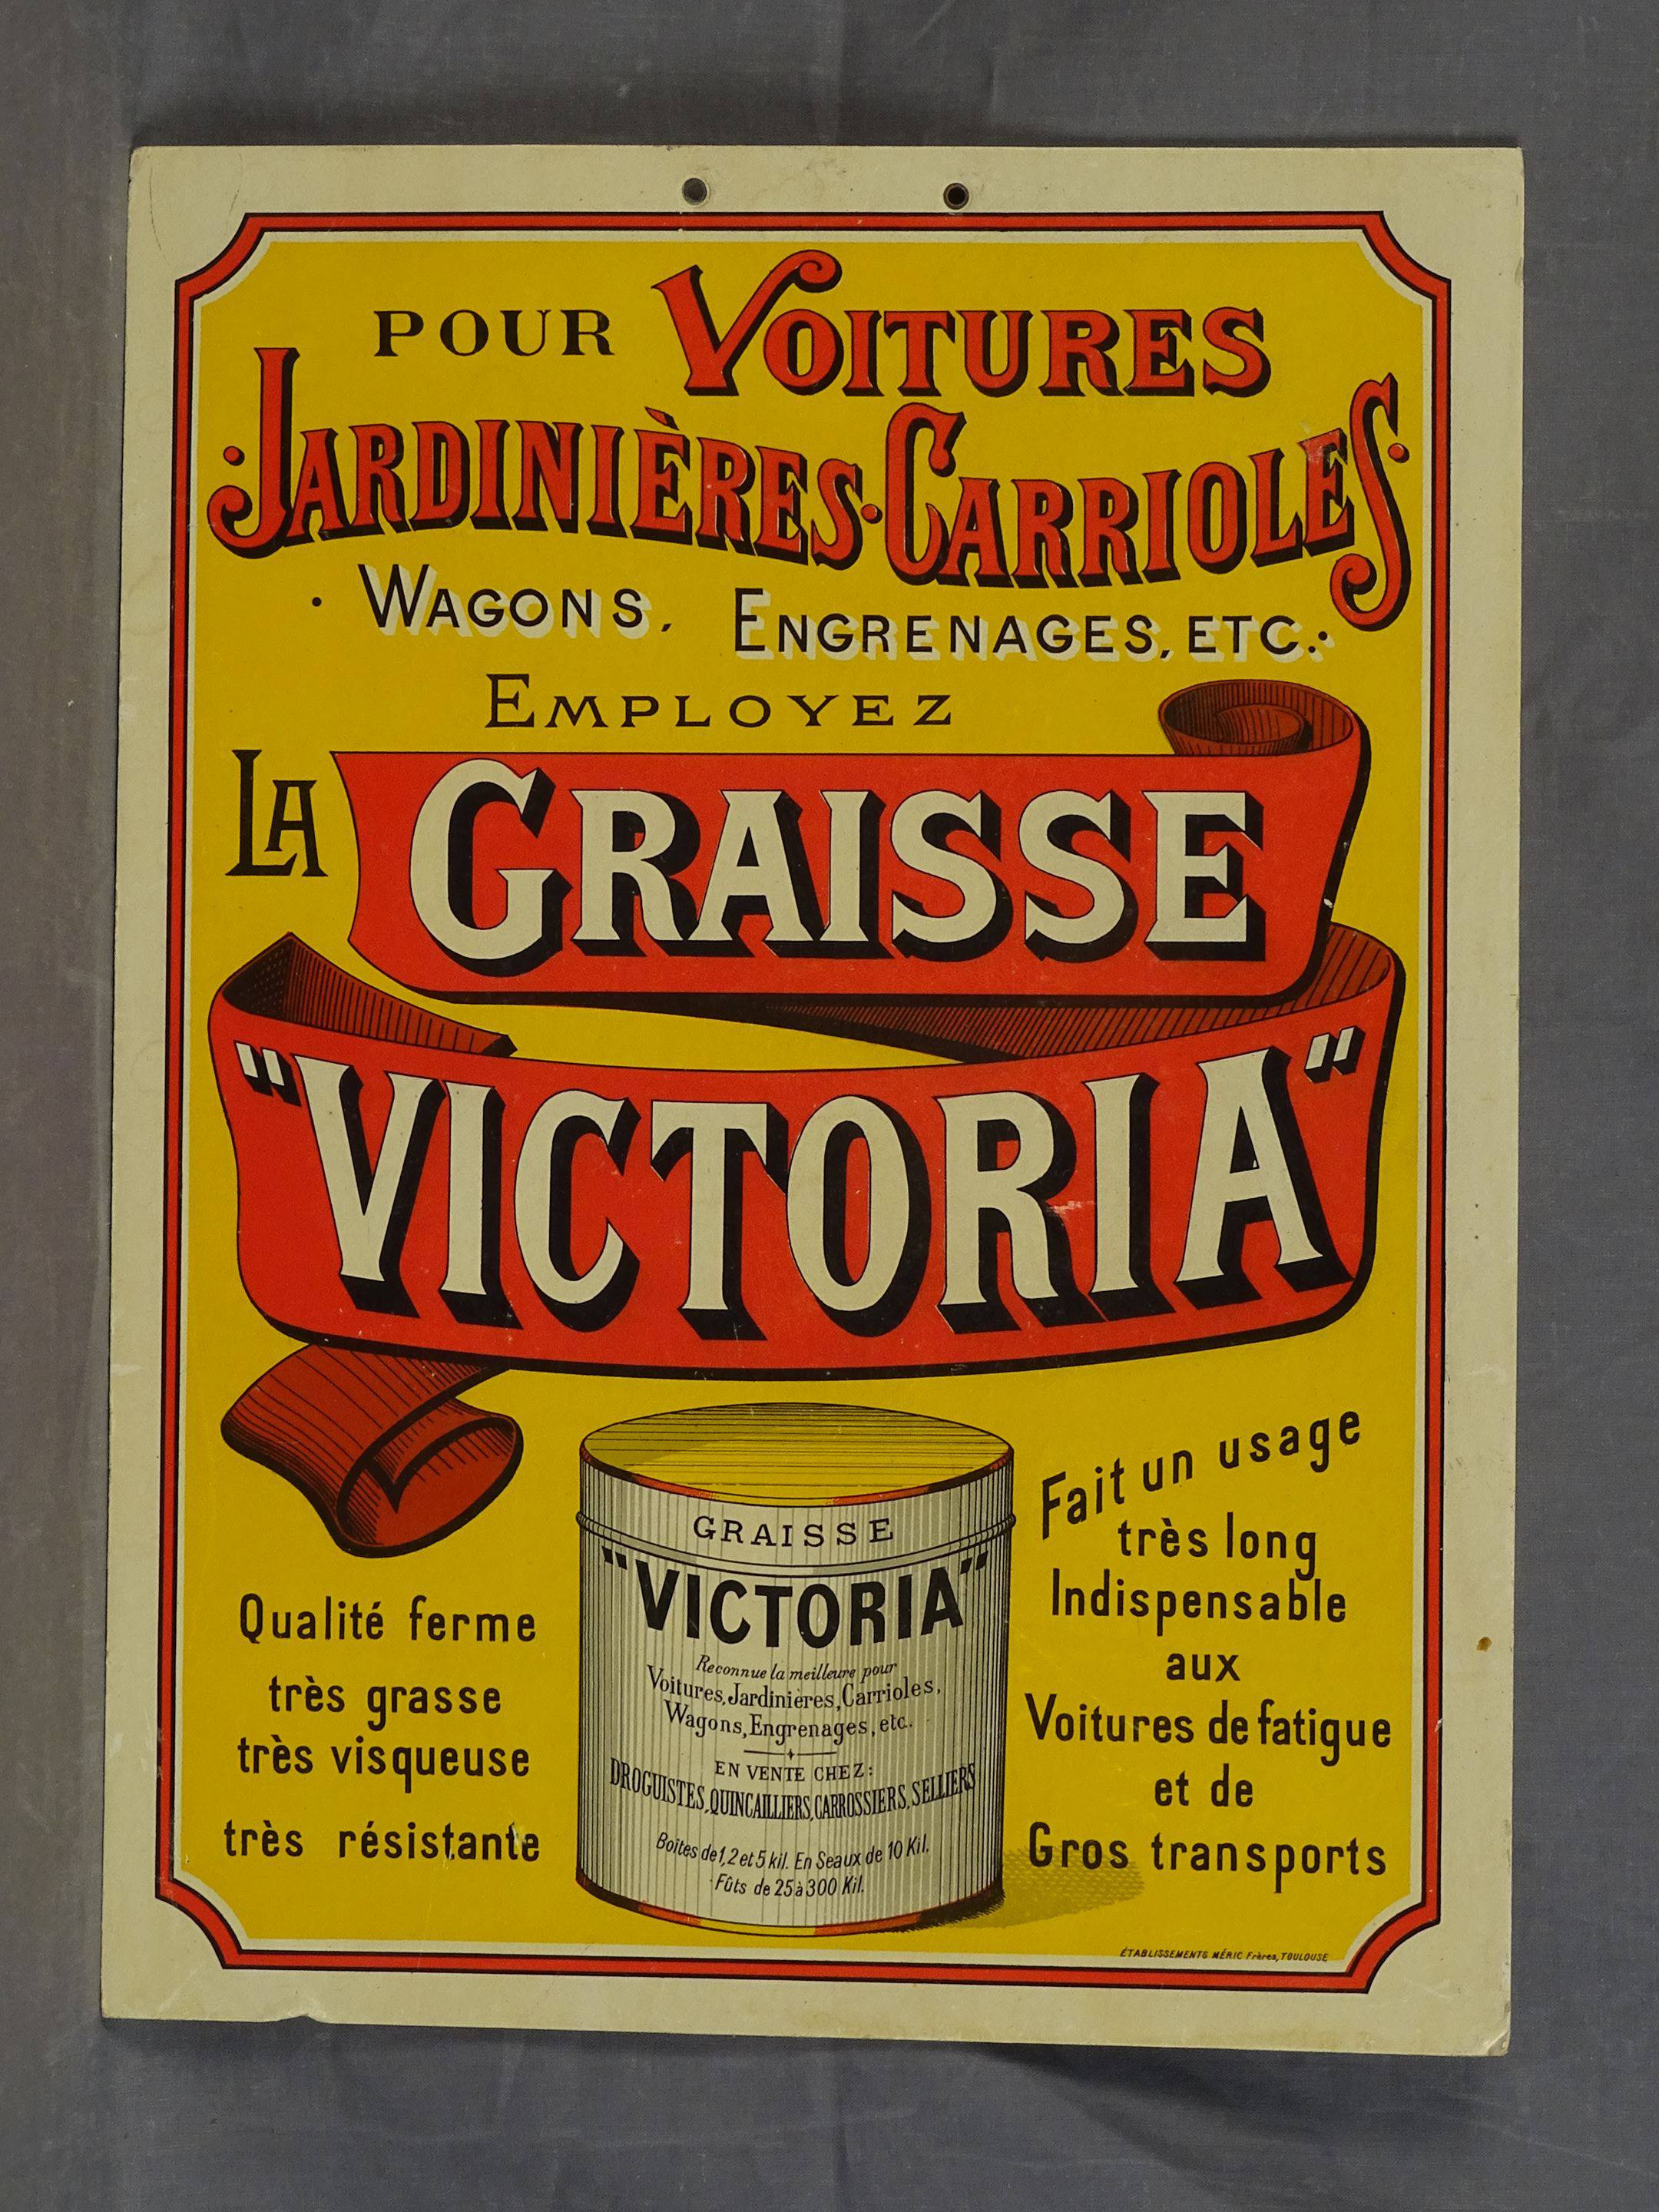 POUR VOITURES
·JARDINIÈRES·CARRIOLES·
· WAGONS, ENGRENAGES, ETC.·
EMPLOYEZ
LA GRAISSE
"VICTORIA"
Qualité ferme
très grasse
très visqueuse
très résistante
GRAISSE
"VICTORIA"
Reconnue la meilleure pour
Voitures, Jardinières, Carrioles,
Wagons, Engrenages, etc.
EN VENTE CHEZ:
DROGUISTES, QUINCAILLIERS, CARROSSIERS, SELLIERS
Boîtes de 1, 2 et 5 kil. En Seaux de 10 Kil.
Fûts de 25 à 300 Kil.
Fait un usage
très long
Indispensable
aux
Voitures de fatigue
et de
Gros transports
ÉTABLISSEMENTS MÉRIC Frères, TOULOUSE